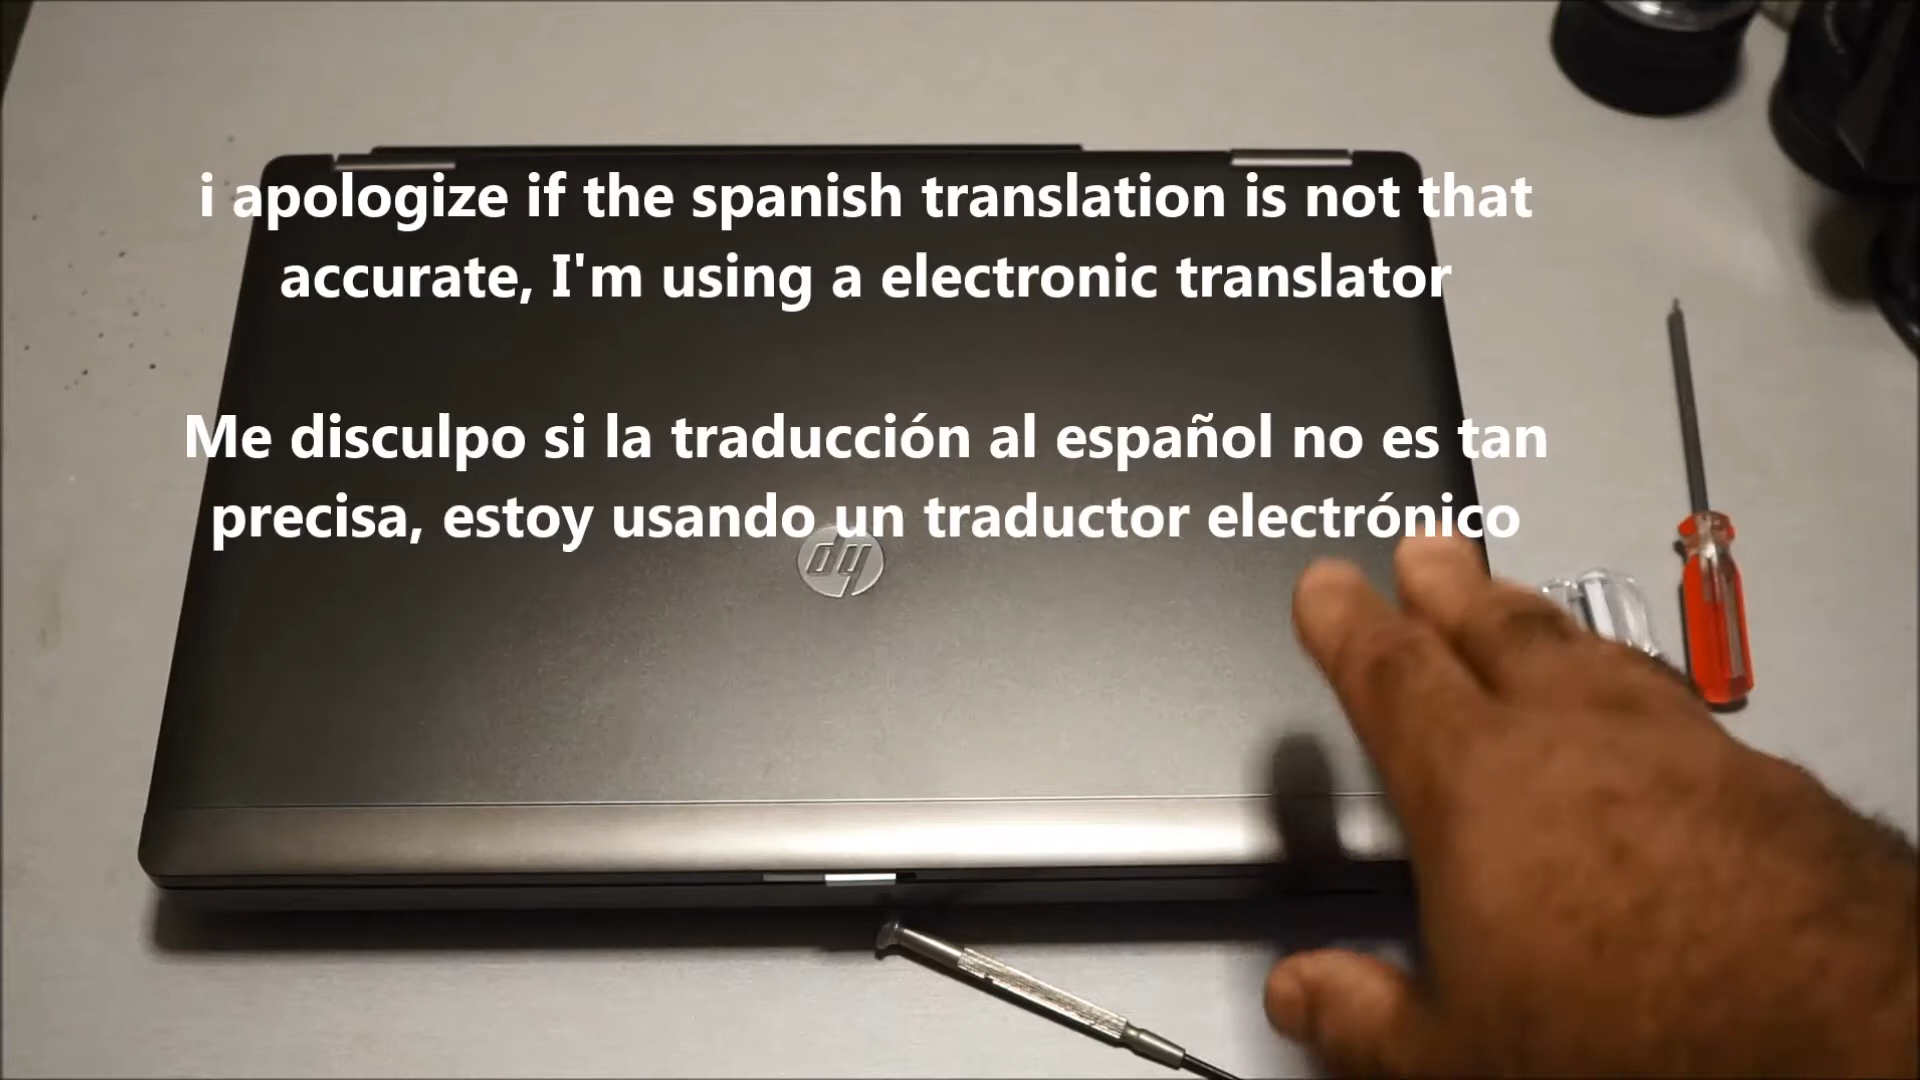 i apologize if the spanish translation is not that
accurate, I'm using a electronic translator
Me disculpo si la traducción al español no es tan
precisa, estoy usando un traductor electrónico
hp